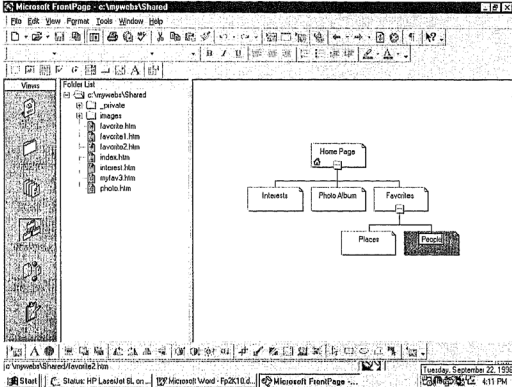 Microsoft FrontPage - c:\mywebs\Shared
File Edit View Format Tools Window Help
Views
Folder List
c:\mywebs\Shared
_private
images
favorite.htm
favorite1.htm
favorite2.htm
index.htm
interest.htm
myfav3.htm
photo.htm
Home Page
Interests
Photo Album
Favorites
Places
People
c:\mywebs\Shared/favorite2.htm
Tuesday, September 22, 1998
Start
Status: HP LaserJet 6L on ...
Microsoft Word - Fp2K10.d...
Microsoft FrontPage - ...
4:11 PM